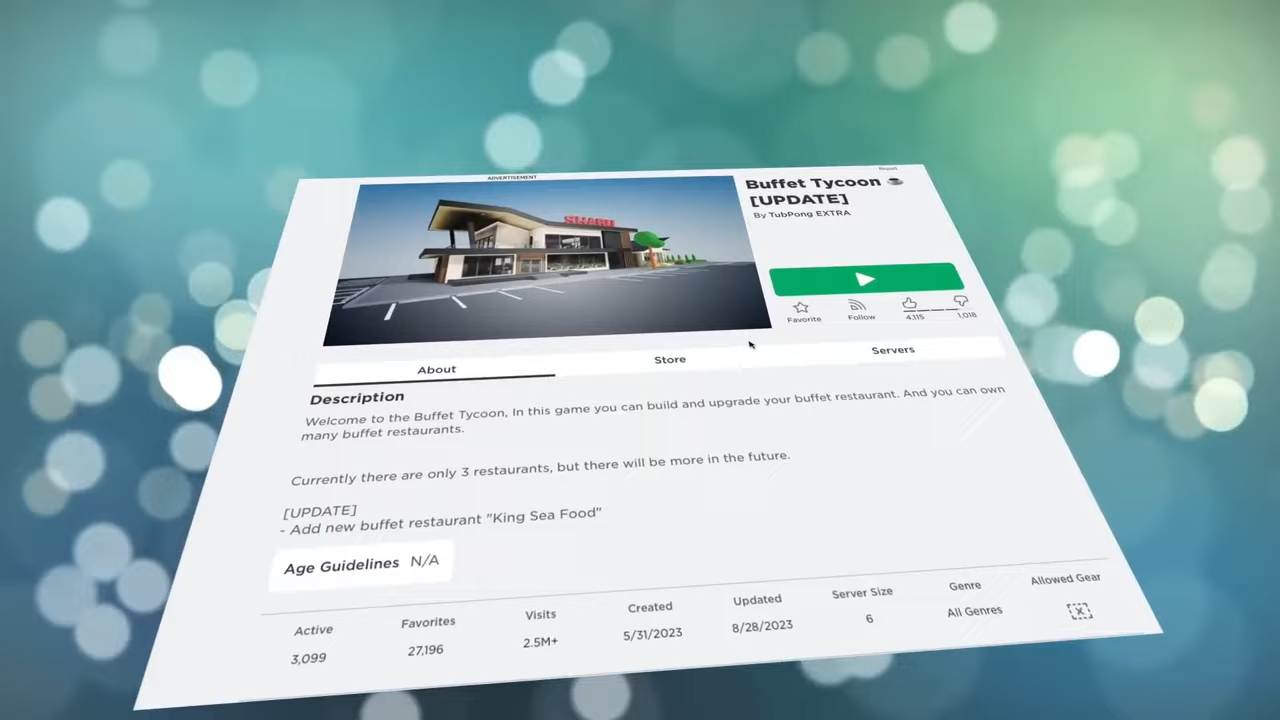 ADVERTISEMENT
Report
Buffet Tycoon
[UPDATE]
By TubPong EXTRA
Favorite
Follow
4,115
1,018
About
Store
Servers
Description
Welcome to the Buffet Tycoon, In this game you can build and upgrade your buffet restaurant. And you can own
many buffet restaurants.
Currently there are only 3 restaurants, but there will be more in the future.
[UPDATE]
- Add new buffet restaurant "King Sea Food"
Age Guidelines N/A
Active
Favorites
Visits
Created
Updated
Server Size
Genre
Allowed Gear
3,099
27,196
2.5M+
5/31/2023
8/28/2023
6
All Genres